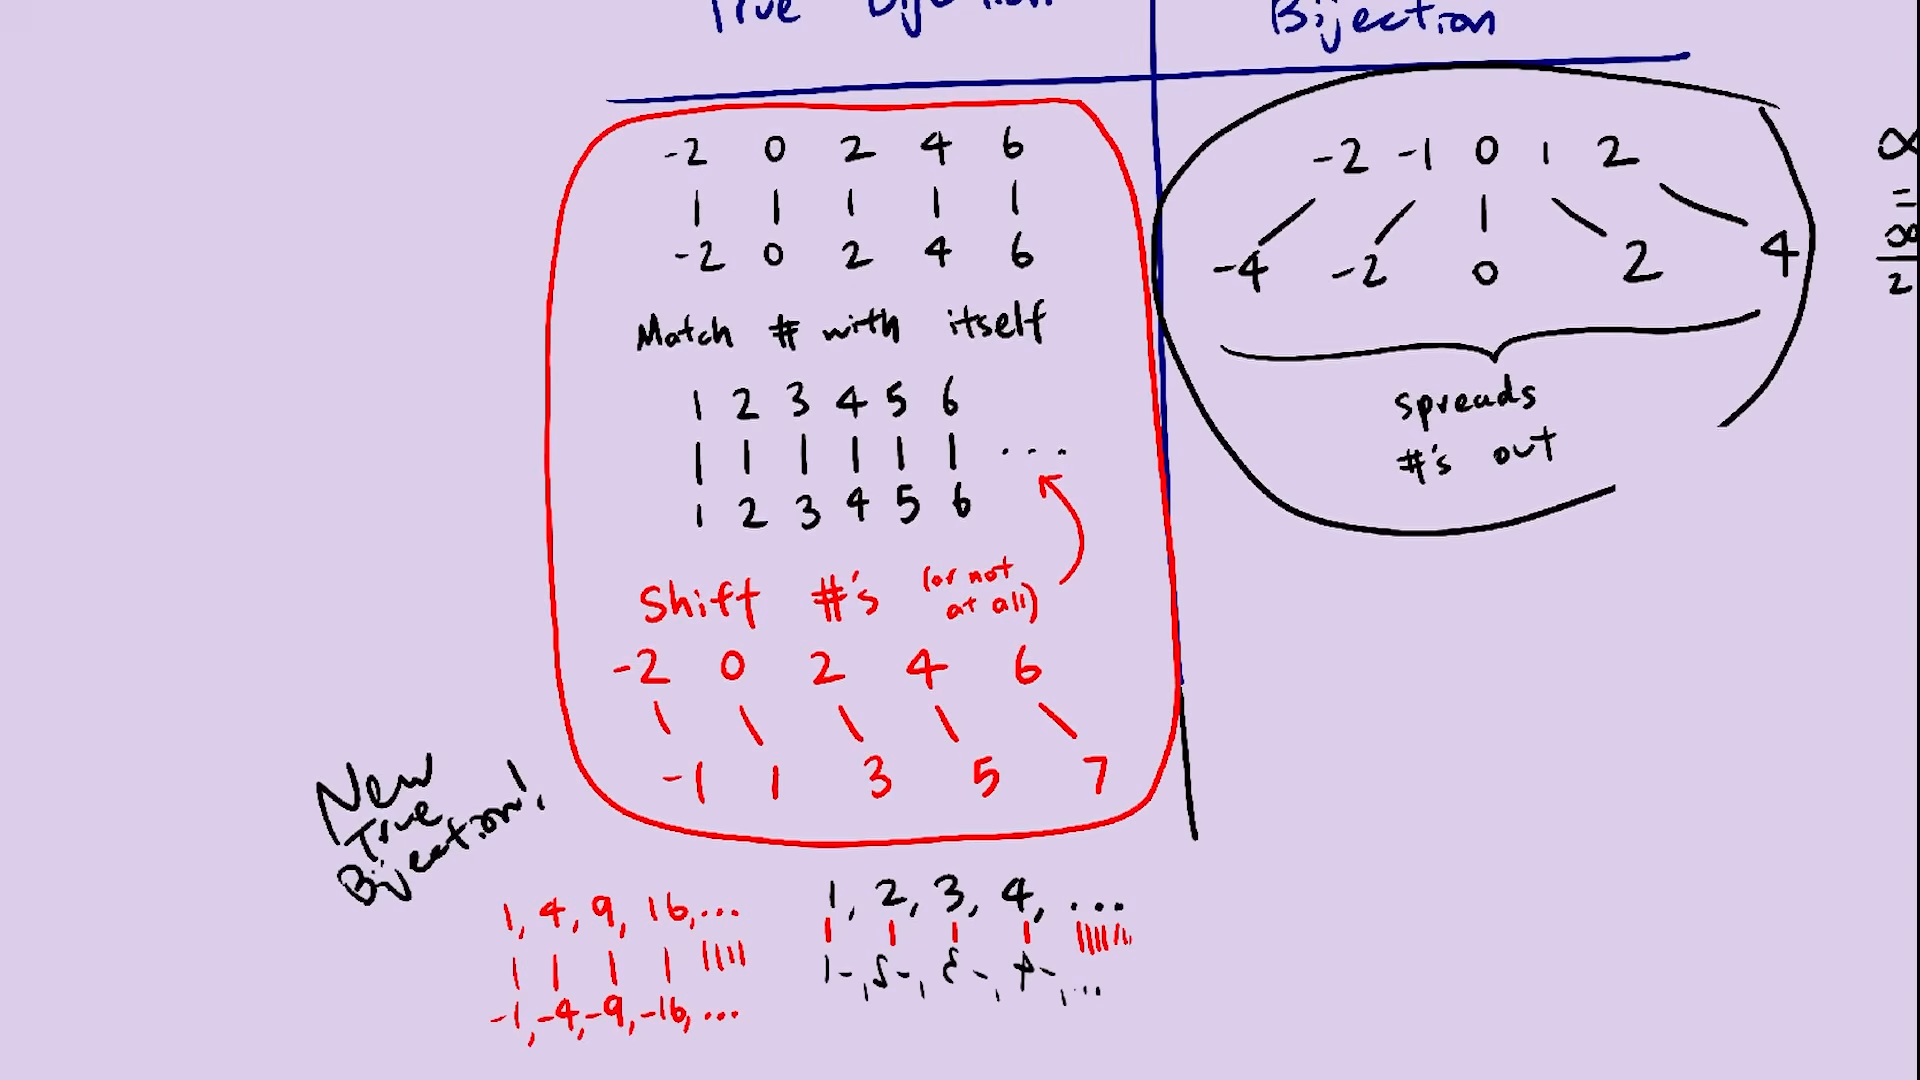 True Bijection
Bijection
-2 0 2 4 6
| | | | |
-2 0 2 4 6
Match # with itself
1 2 3 4 5 6
| | | | | | ...
1 2 3 4 5 6
Shift #'s (or not
at all)
-2 0 2 4 6
-1 1 3 5 7
-2 -1 0 1 2
-4 -2 0 2 4
spreads
#'s out
∞
=
∞
2
New
True
Bijection!
1, 4, 9, 16, ...
-1, -4, -9, -16, ...
1, 2, 3, 4, ...